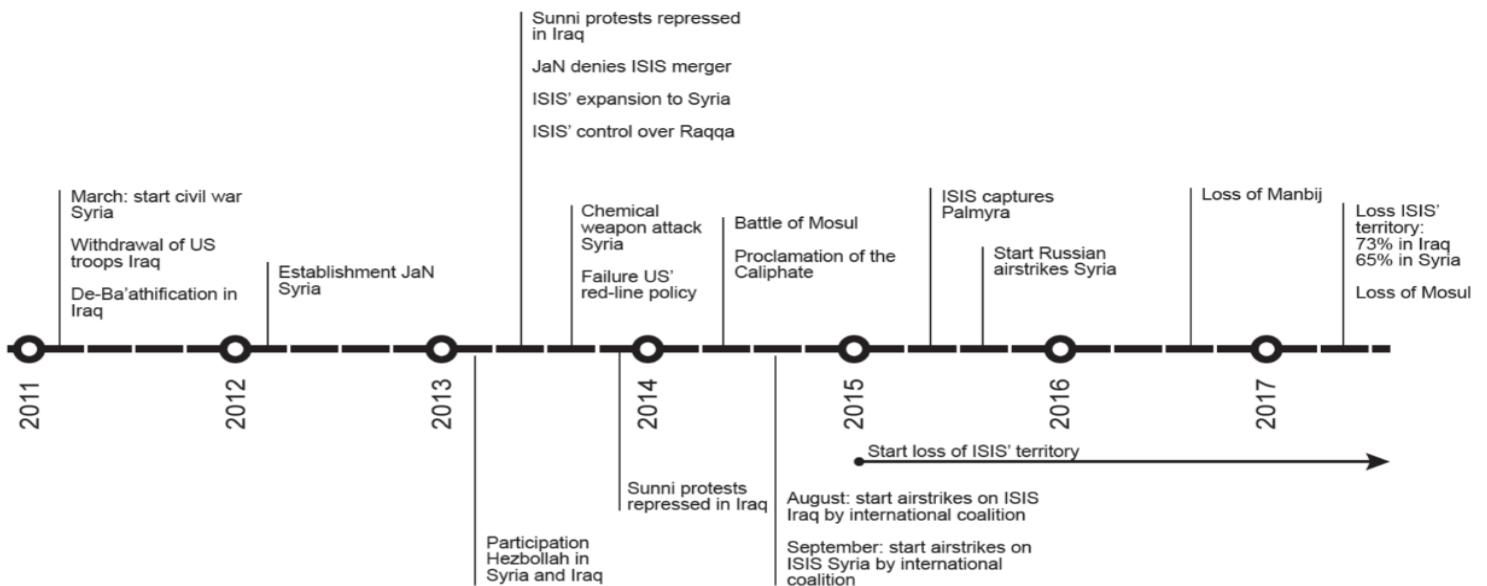 Sunni protests repressed
in Iraq
JaN denies ISIS merger
ISIS' expansion to Syria
ISIS' control over Raqqa
March: start civil war
Syria
Withdrawal of US
troops Iraq
De-Ba'athification in
Iraq
Establishment JaN
Syria
Chemical
weapon attack
Syria
Failure US'
red-line policy
Battle of Mosul
Proclamation of the
Caliphate
ISIS captures
Palmyra
Start Russian
airstrikes Syria
Loss of Manbij
Loss ISIS'
territory:
73% in Iraq
65% in Syria
Loss of Mosul
2011
2012
2013
2014
2015
2016
2017
Start loss of ISIS' territory
Participation
Hezbollah in
Syria and Iraq
Sunni protests
repressed in Iraq
August: start airstrikes on ISIS
Iraq by international coalition
September: start airstrikes on
ISIS Syria by international
coalition